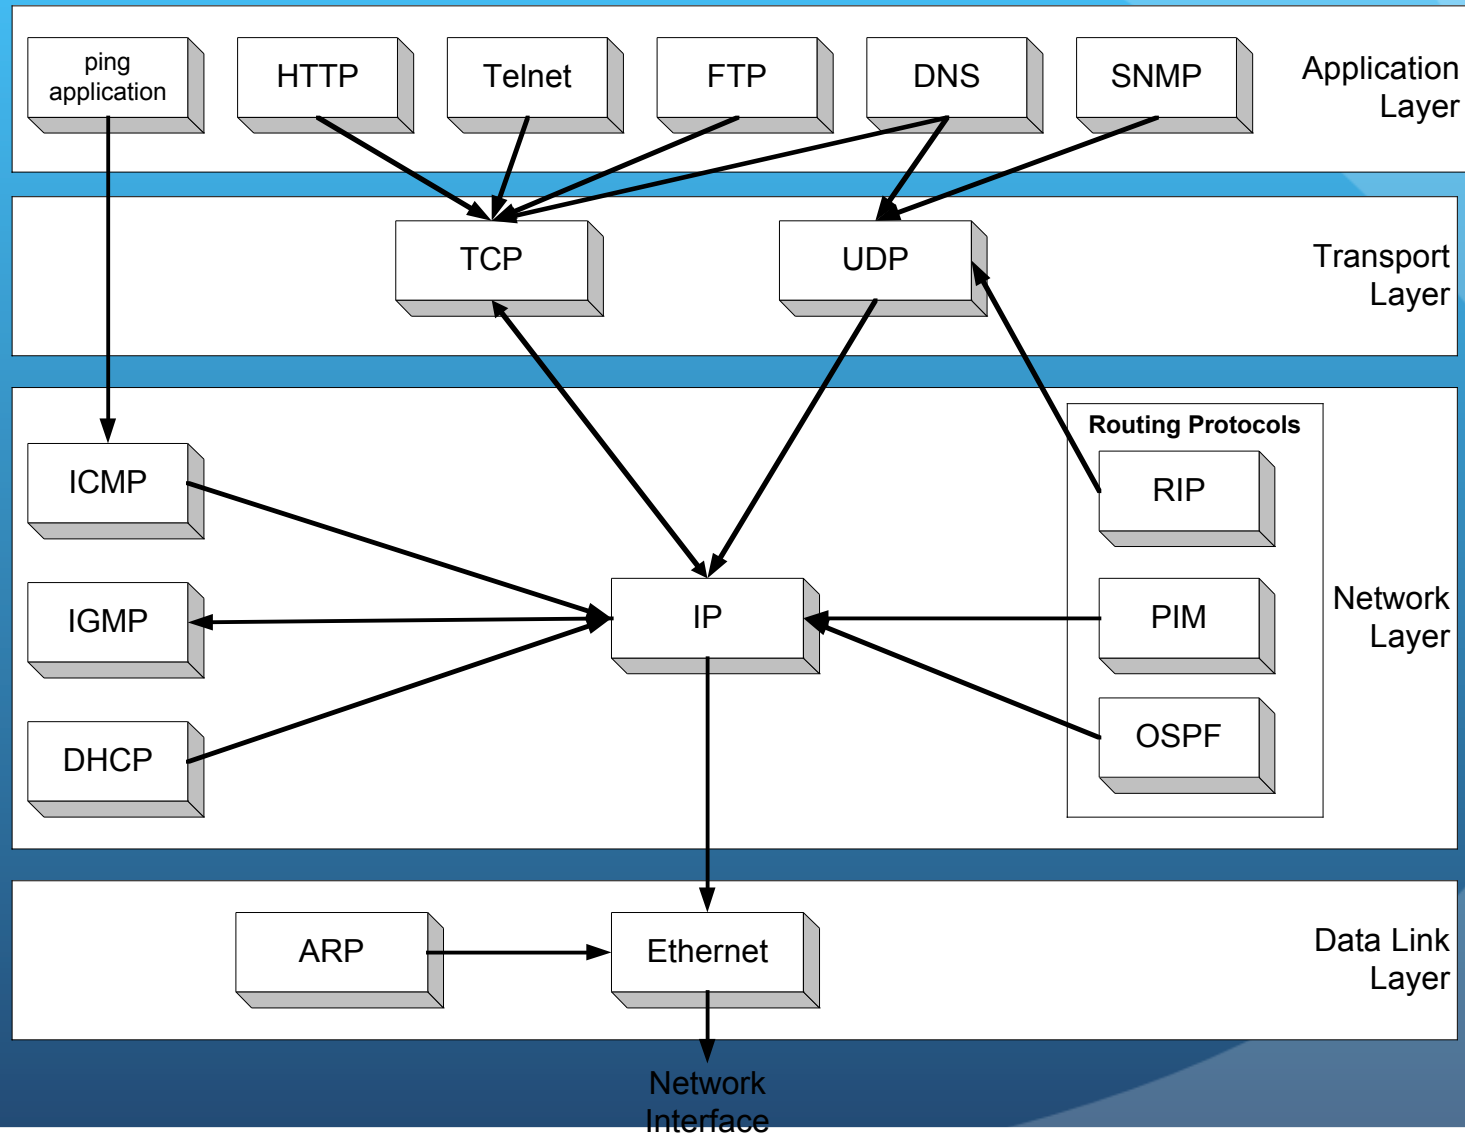 ping
application
HTTP
Telnet
FTP
DNS
SNMP
Application
Layer
TCP
UDP
Transport
Layer
Routing Protocols
ICMP
RIP
IGMP
IP
PIM
Network
Layer
DHCP
OSPF
ARP
Ethernet
Data Link
Layer
Network
Interface